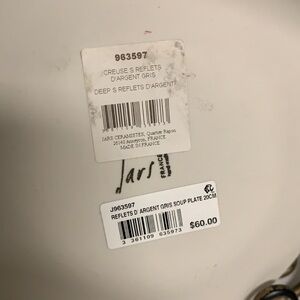 963597
CREUSE S REFLETS
D'ARGENT GRIS
DEEP S REFLETS D'ARGENT
JARS CERAMISTES, Quartier Rapon
26140 Anneyron, FRANCE
MADE IN FRANCE
Jars
FRANCE
J963597
REFLETS D' ARGENT GRIS SOUP PLATE 20CM
3 381109 635973
$60.00